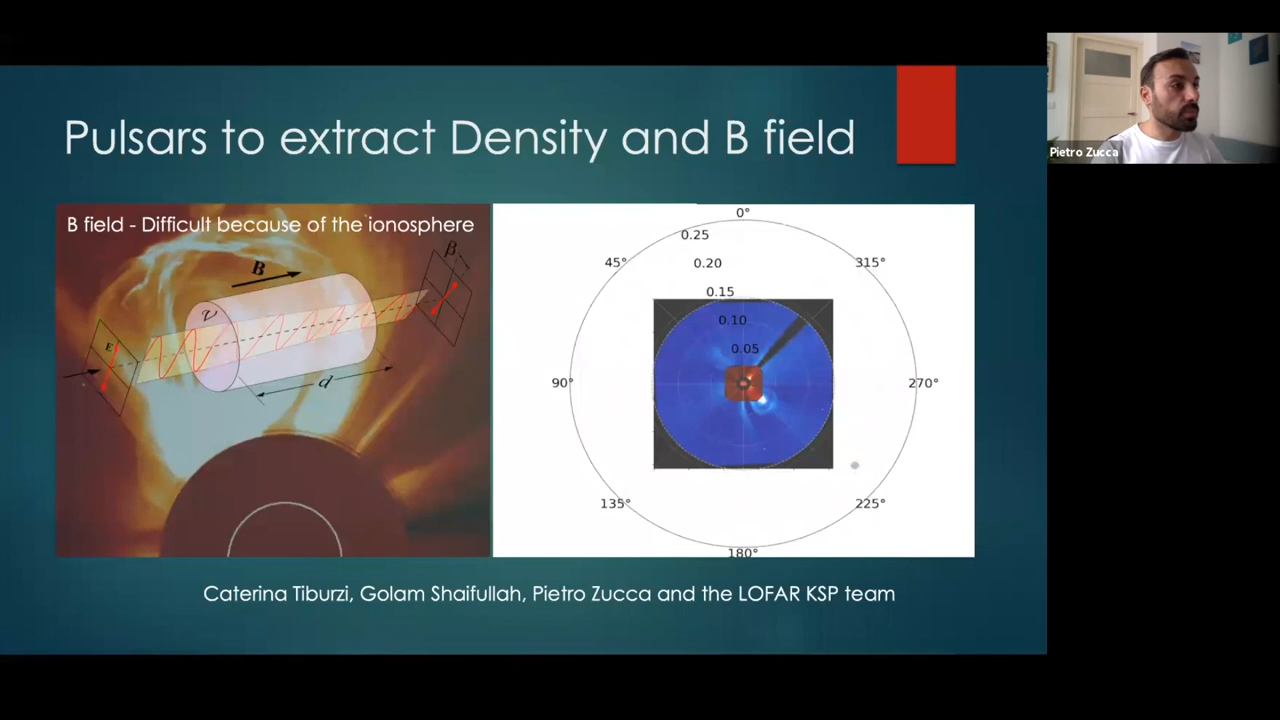 Pulsars to extract Density and B field
B field - Difficult because of the ionosphere
B
β
υ
E
d
0°
0.25
45°
0.20
315°
0.15
0.10
0.05
90°
270°
135°
225°
180°
Caterina Tiburzi, Golam Shaifullah, Pietro Zucca and the LOFAR KSP team
Pietro Zucca